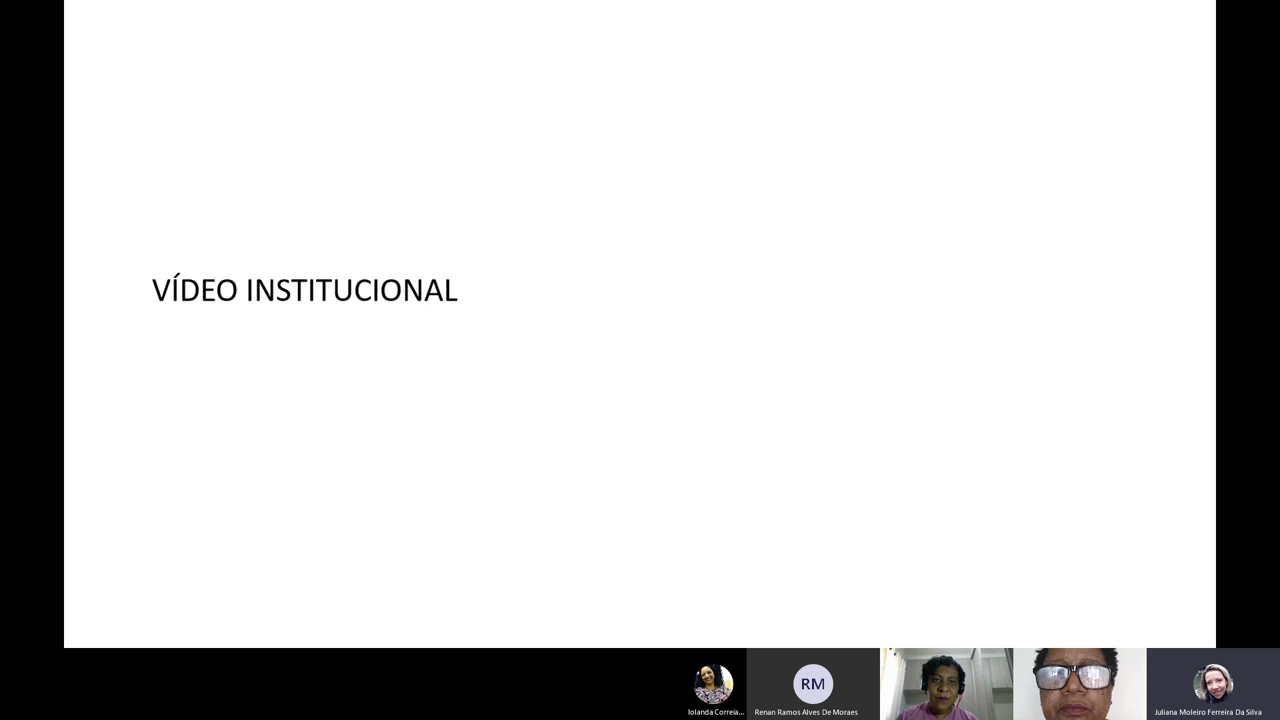 VÍDEO INSTITUCIONAL
RM
Iolanda Correia...
Renan Ramos Alves De Moraes
Juliana Moleiro Ferreira Da Silva